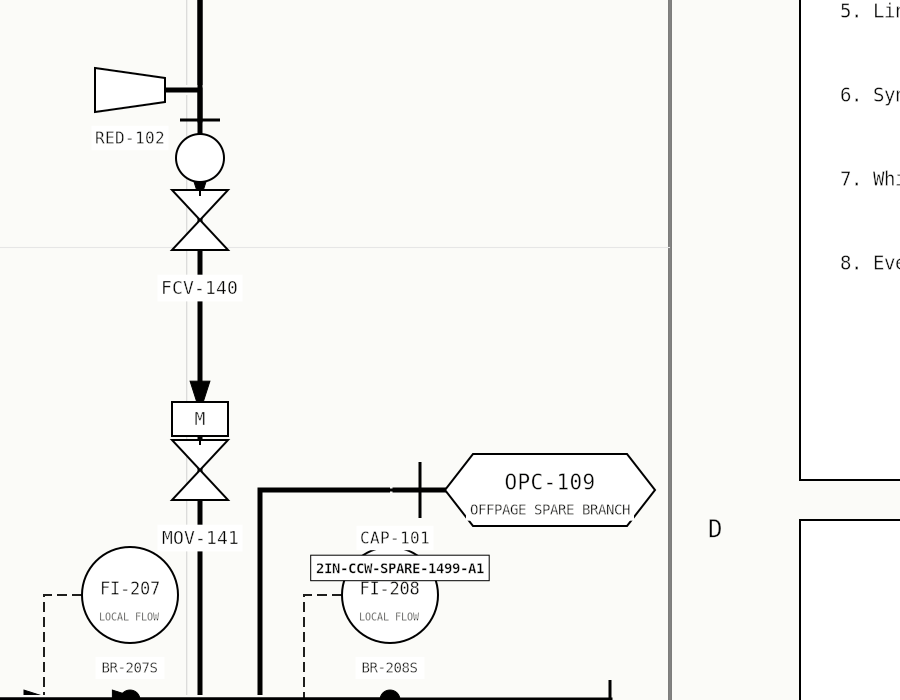 5. Lin
RED-102
6. Syn
7. Whi
8. Eve
FCV-140
M
OPC-109
OFFPAGE SPARE BRANCH
MOV-141
CAP-101
D
2IN-CCW-SPARE-1499-A1
FI-207
LOCAL FLOW
FI-208
LOCAL FLOW
BR-207S
BR-208S